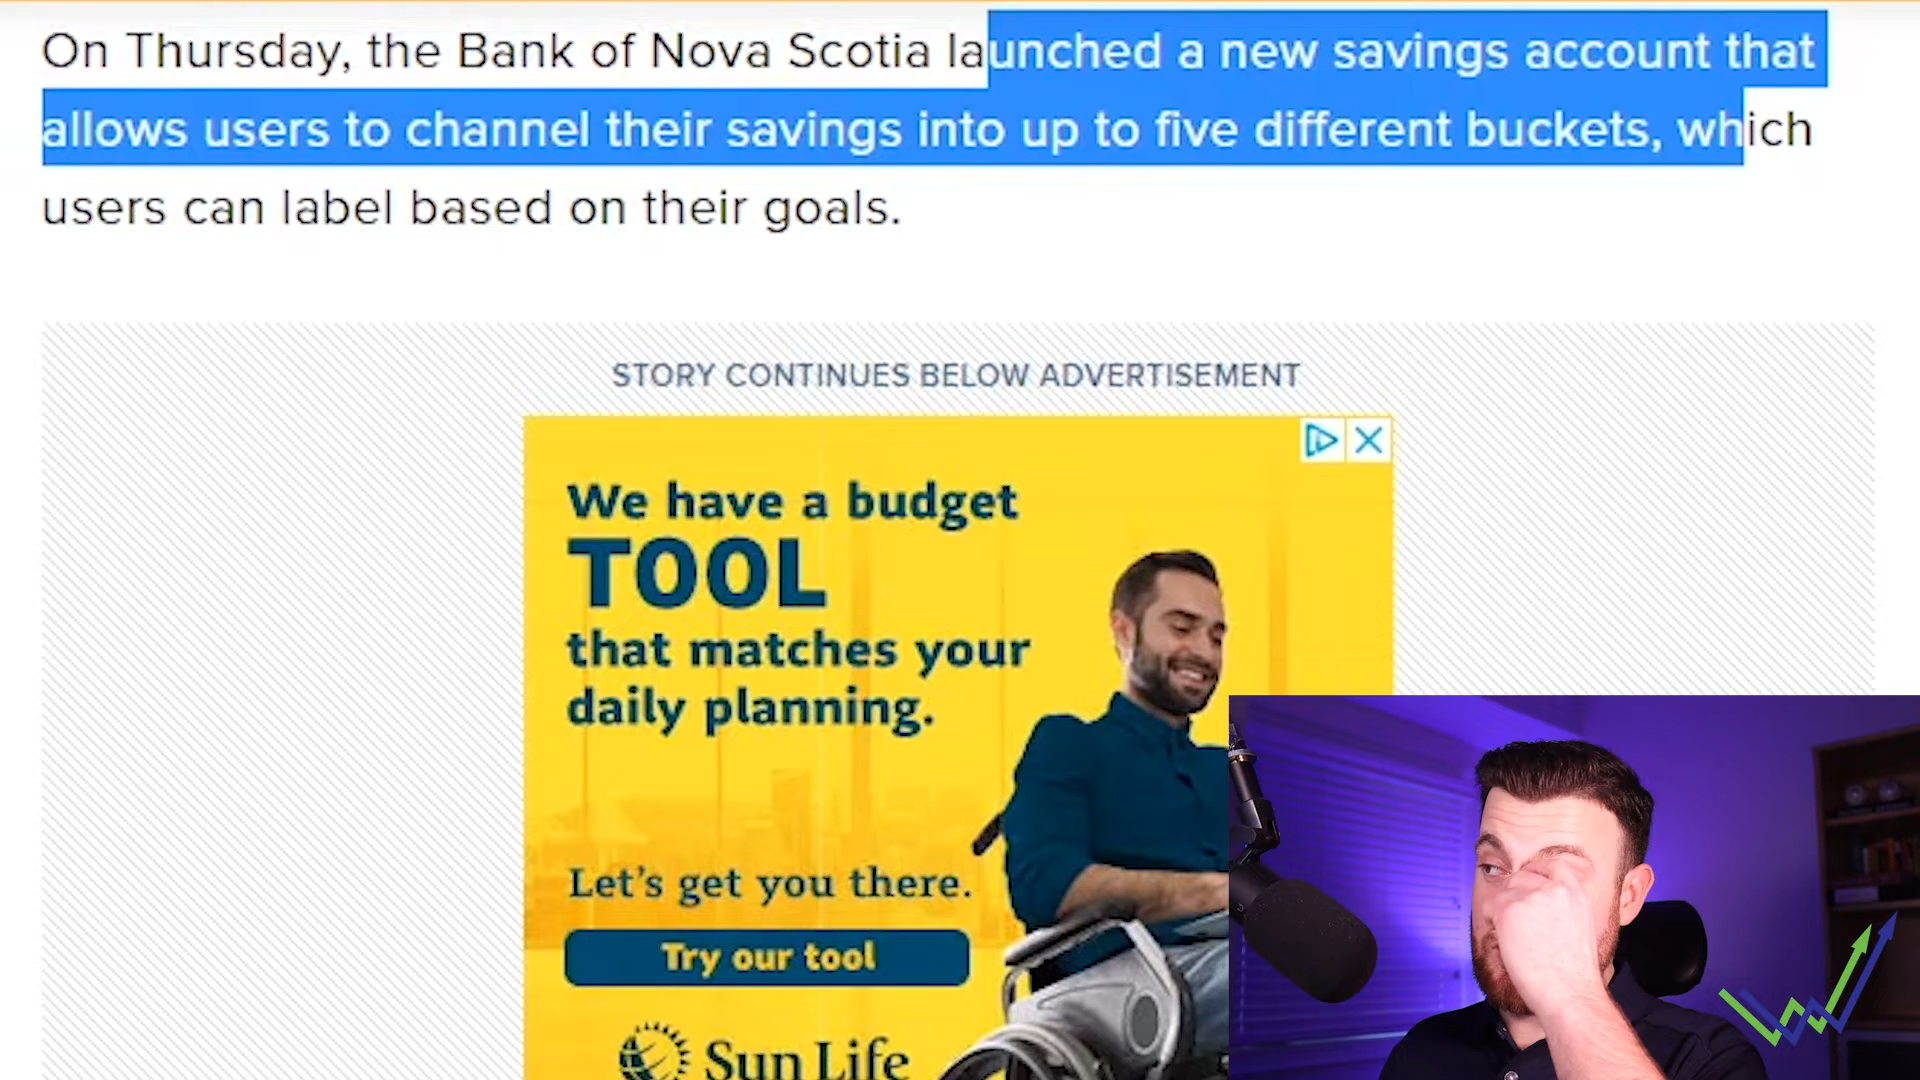 On Thursday, the Bank of Nova Scotia launched a new savings account that
allows users to channel their savings into up to five different buckets, which
users can label based on their goals.
STORY CONTINUES BELOW ADVERTISEMENT
We have a budget
TOOL
that matches your
daily planning.
Let's get you there.
Try our tool
Sun Life